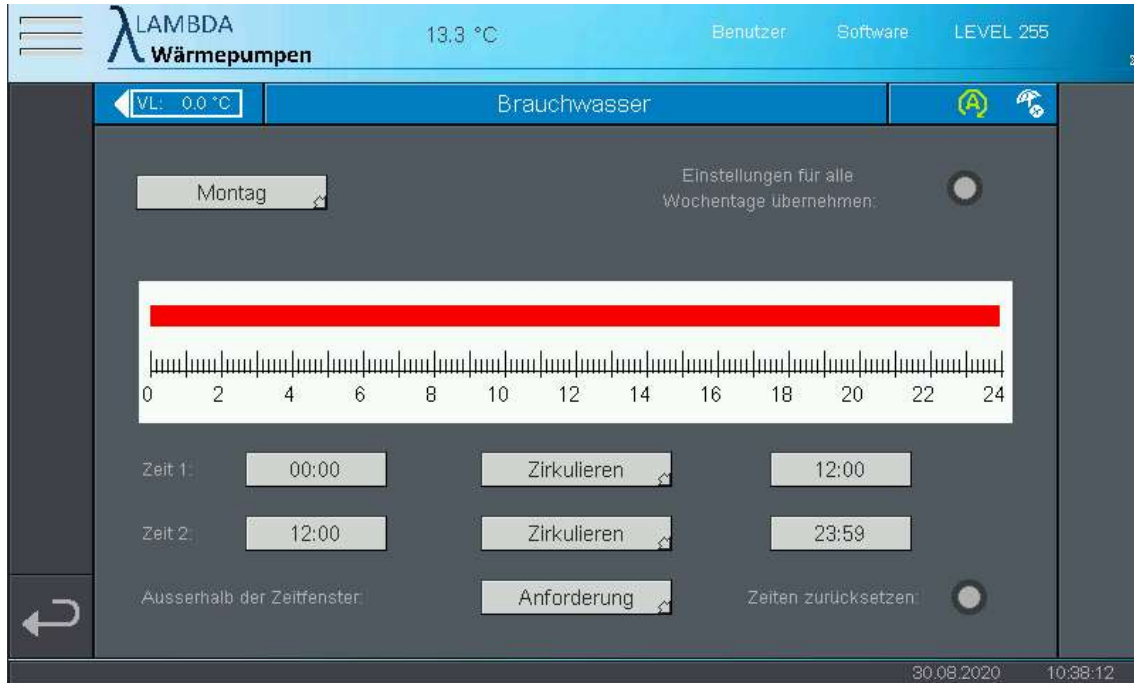 LAMBDA
Wärmepumpen
13.3 °C
Benutzer
Software
LEVEL 255
VL: 0.0 °C
Brauchwasser
A
Montag
Einstellungen für alle
Wochentage übernehmen:
0 2 4 6 8 10 12 14 16 18 20 22 24
Zeit 1: 00:00 Zirkulieren 12:00
Zeit 2: 12:00 Zirkulieren 23:59
Ausserhalb der Zeitfenster: Anforderung Zeiten zurücksetzen:
30.08.2020 10:38:12